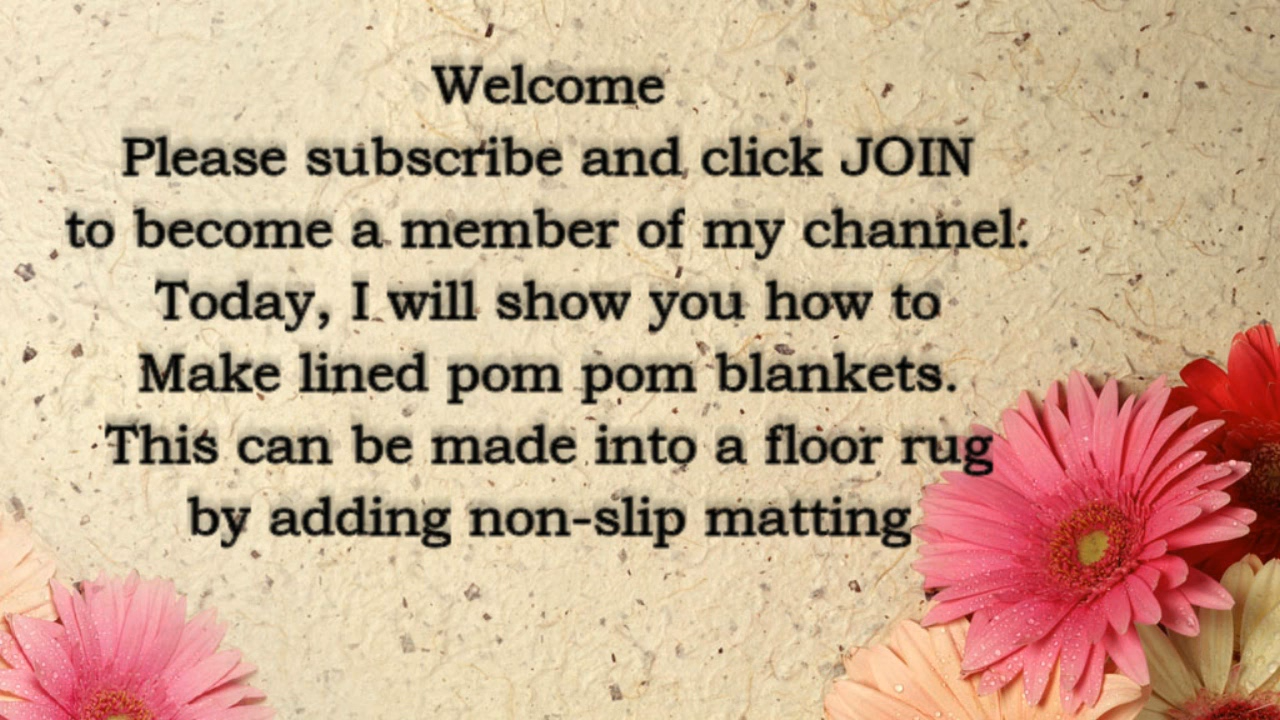 Welcome
Please subscribe and click JOIN
to become a member of my channel.
Today, I will show you how to
Make lined pom pom blankets.
This can be made into a floor rug
by adding non-slip matting